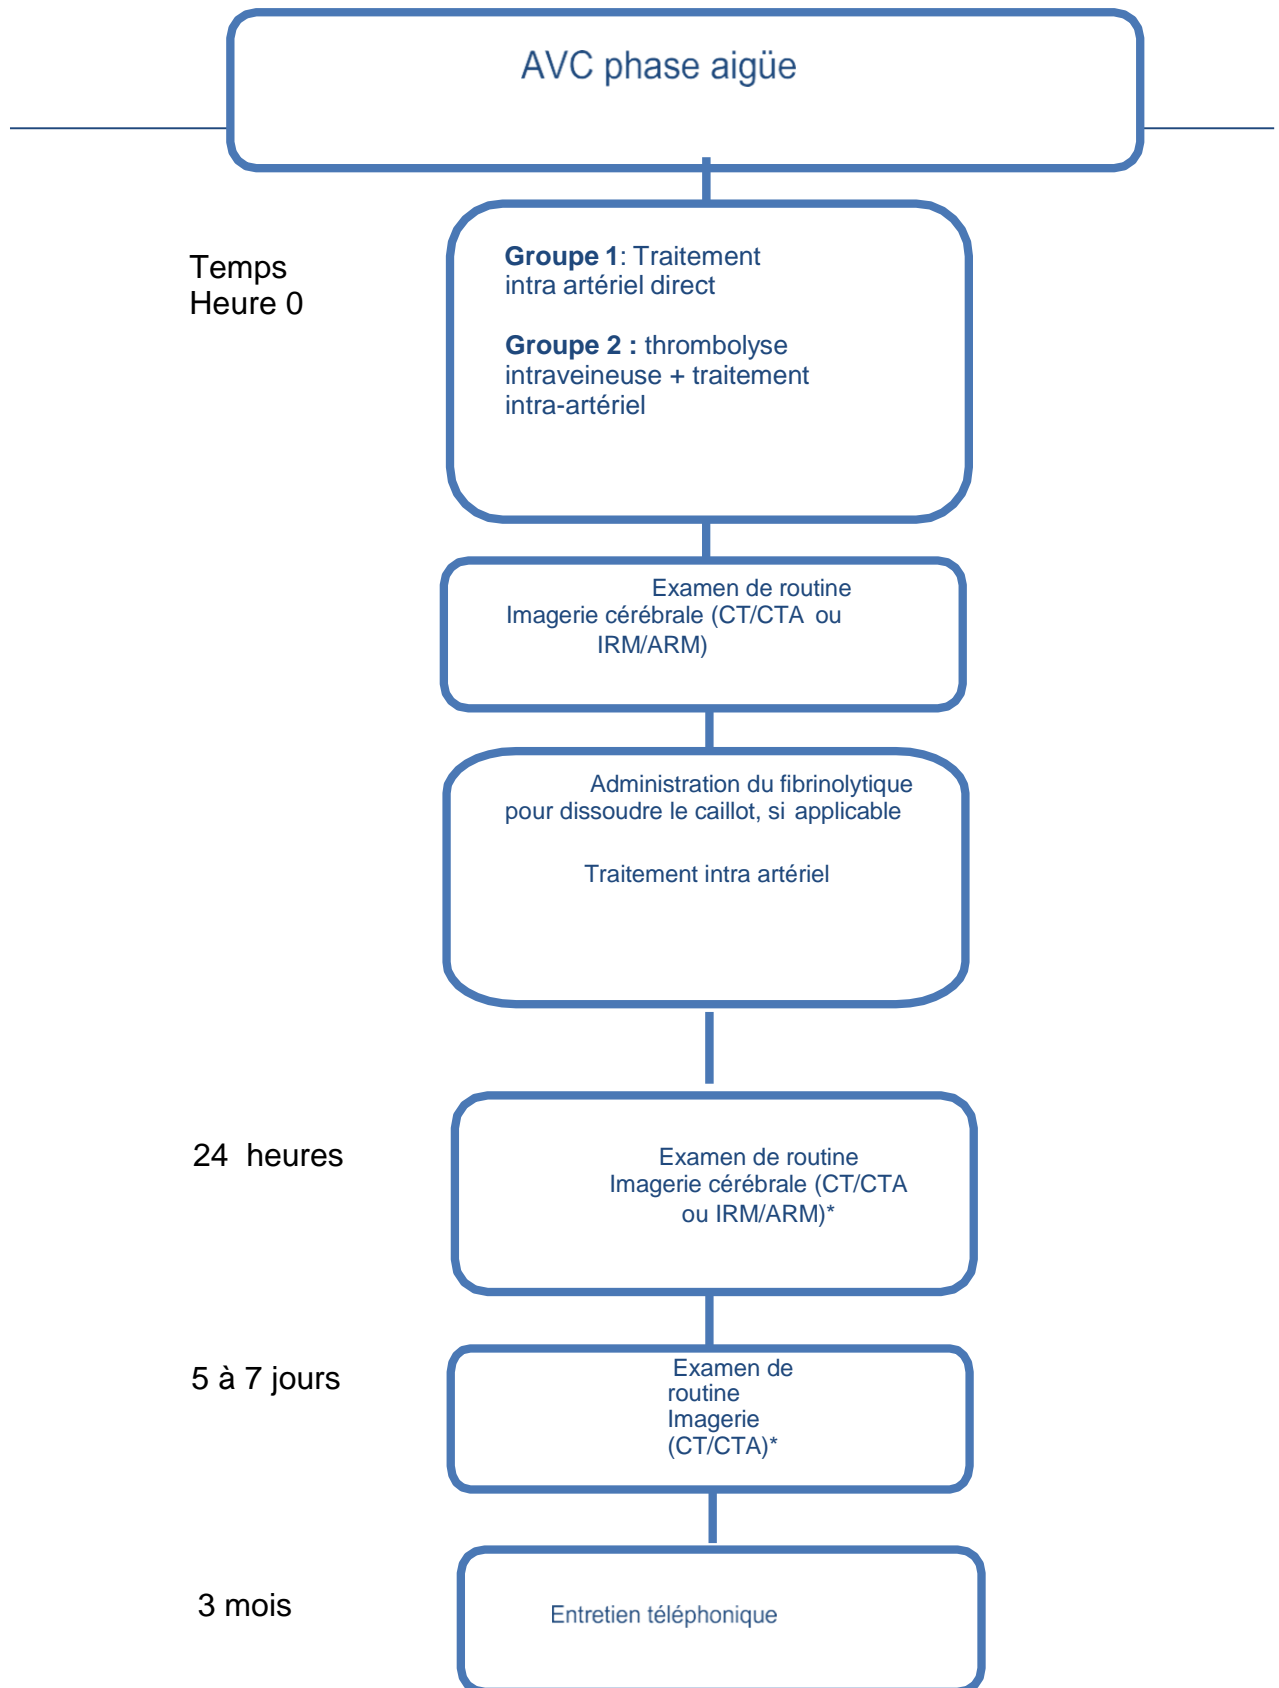 AVC phase aigüe
Temps
Heure 0
Groupe 1: Traitement
intra artériel direct
Groupe 2 : thrombolyse
intraveineuse + traitement
intra-artériel
Examen de routine
Imagerie cérébrale (CT/CTA ou
IRM/ARM)
Administration du fibrinolytique
pour dissoudre le caillot, si applicable
Traitement intra artériel
24 heures
Examen de routine
Imagerie cérébrale (CT/CTA
ou IRM/ARM)*
5 à 7 jours
Examen de
routine
Imagerie
(CT/CTA)*
3 mois
Entretien téléphonique